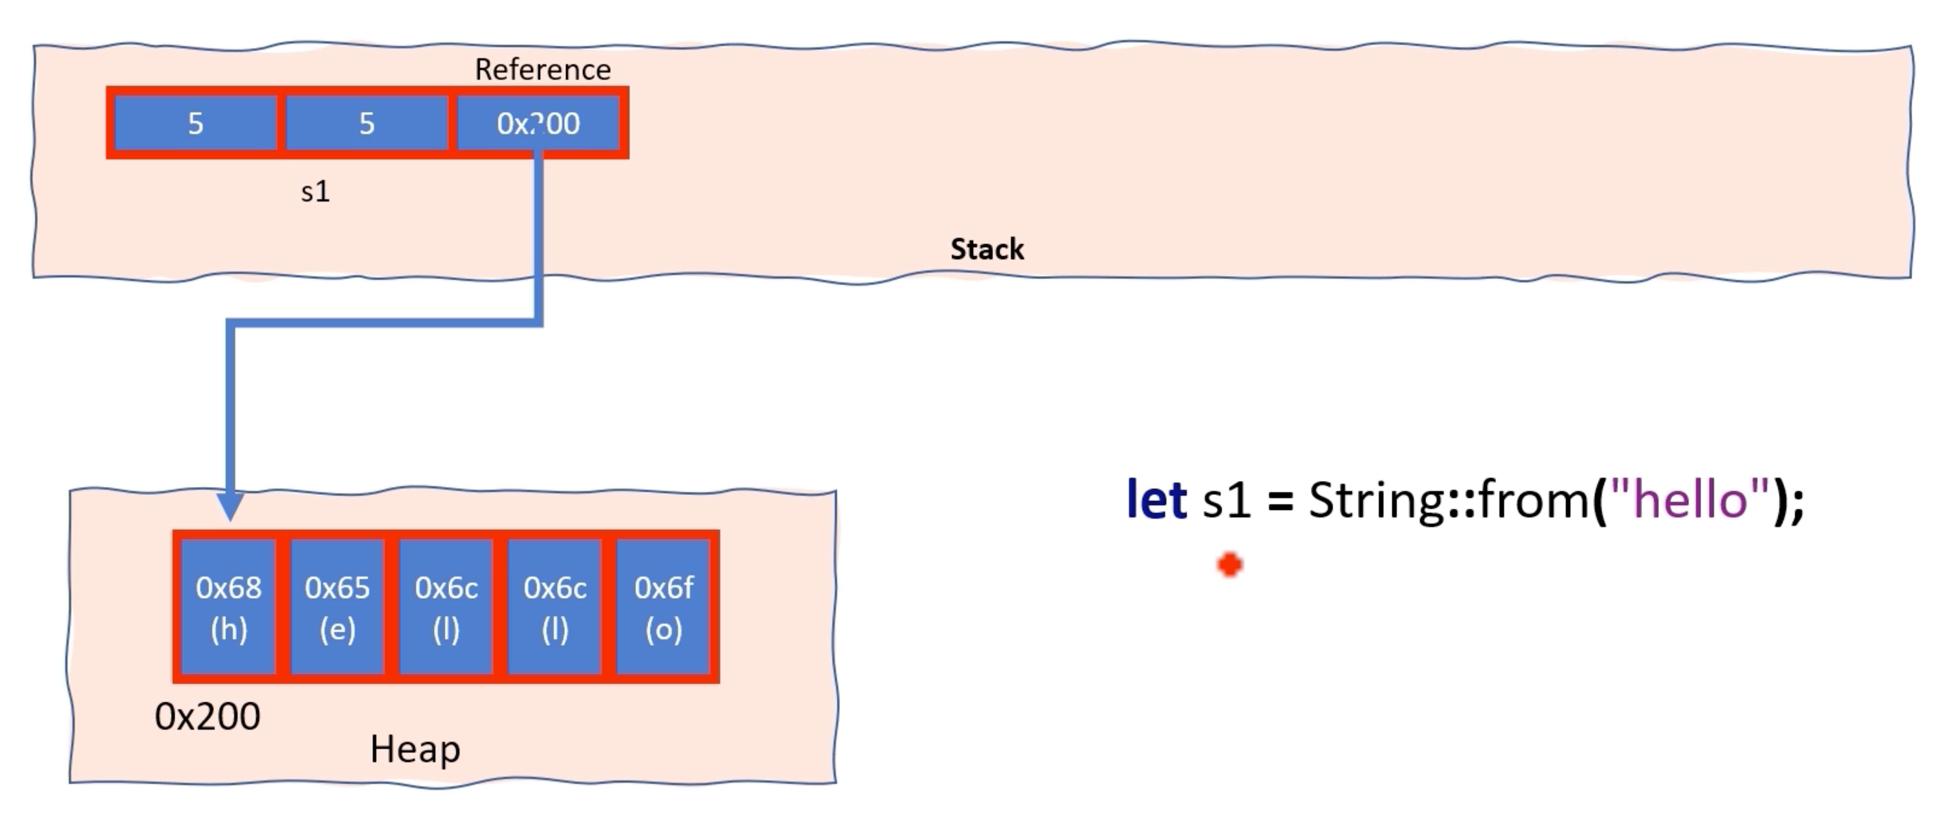 Reference
5 5 0x200
s1
Stack
let s1 = String::from("hello");
0x68 0x65 0x6c 0x6c 0x6f
(h) (e) (l) (l) (o)
0x200
Heap